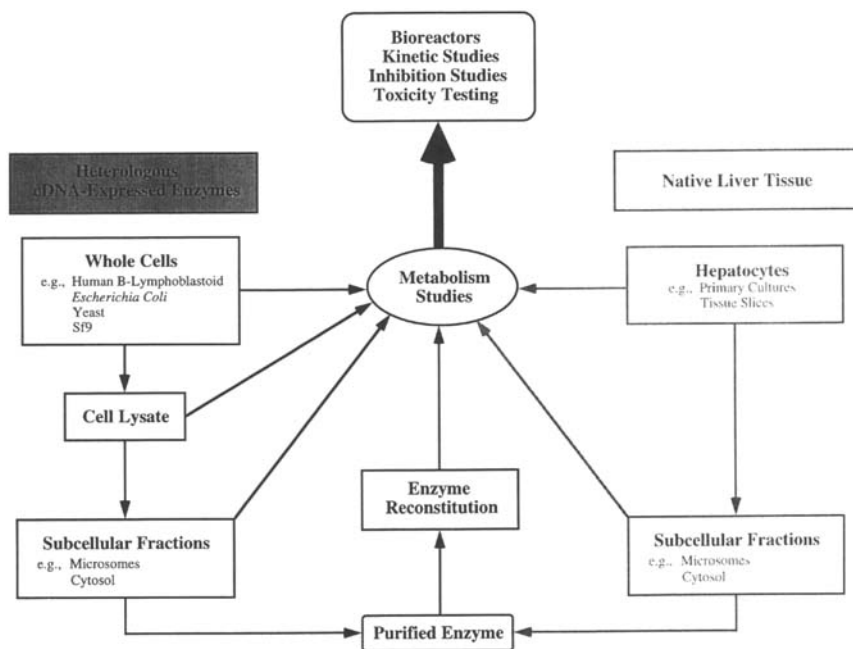 Bioreactors
Kinetic Studies
Inhibition Studies
Toxicity Testing
Heterologous
cDNA-Expressed Enzymes
Native Liver Tissue
Whole Cells
e.g., Human B-Lymphoblastoid
Escherichia Coli
Yeast
Sf9
Metabolism
Studies
Hepatocytes
e.g., Primary Cultures
Tissue Slices
Cell Lysate
Enzyme
Reconstitution
Subcellular Fractions
e.g., Microsomes
Cytosol
Subcellular Fractions
e.g., Microsomes
Cytosol
Purified Enzyme